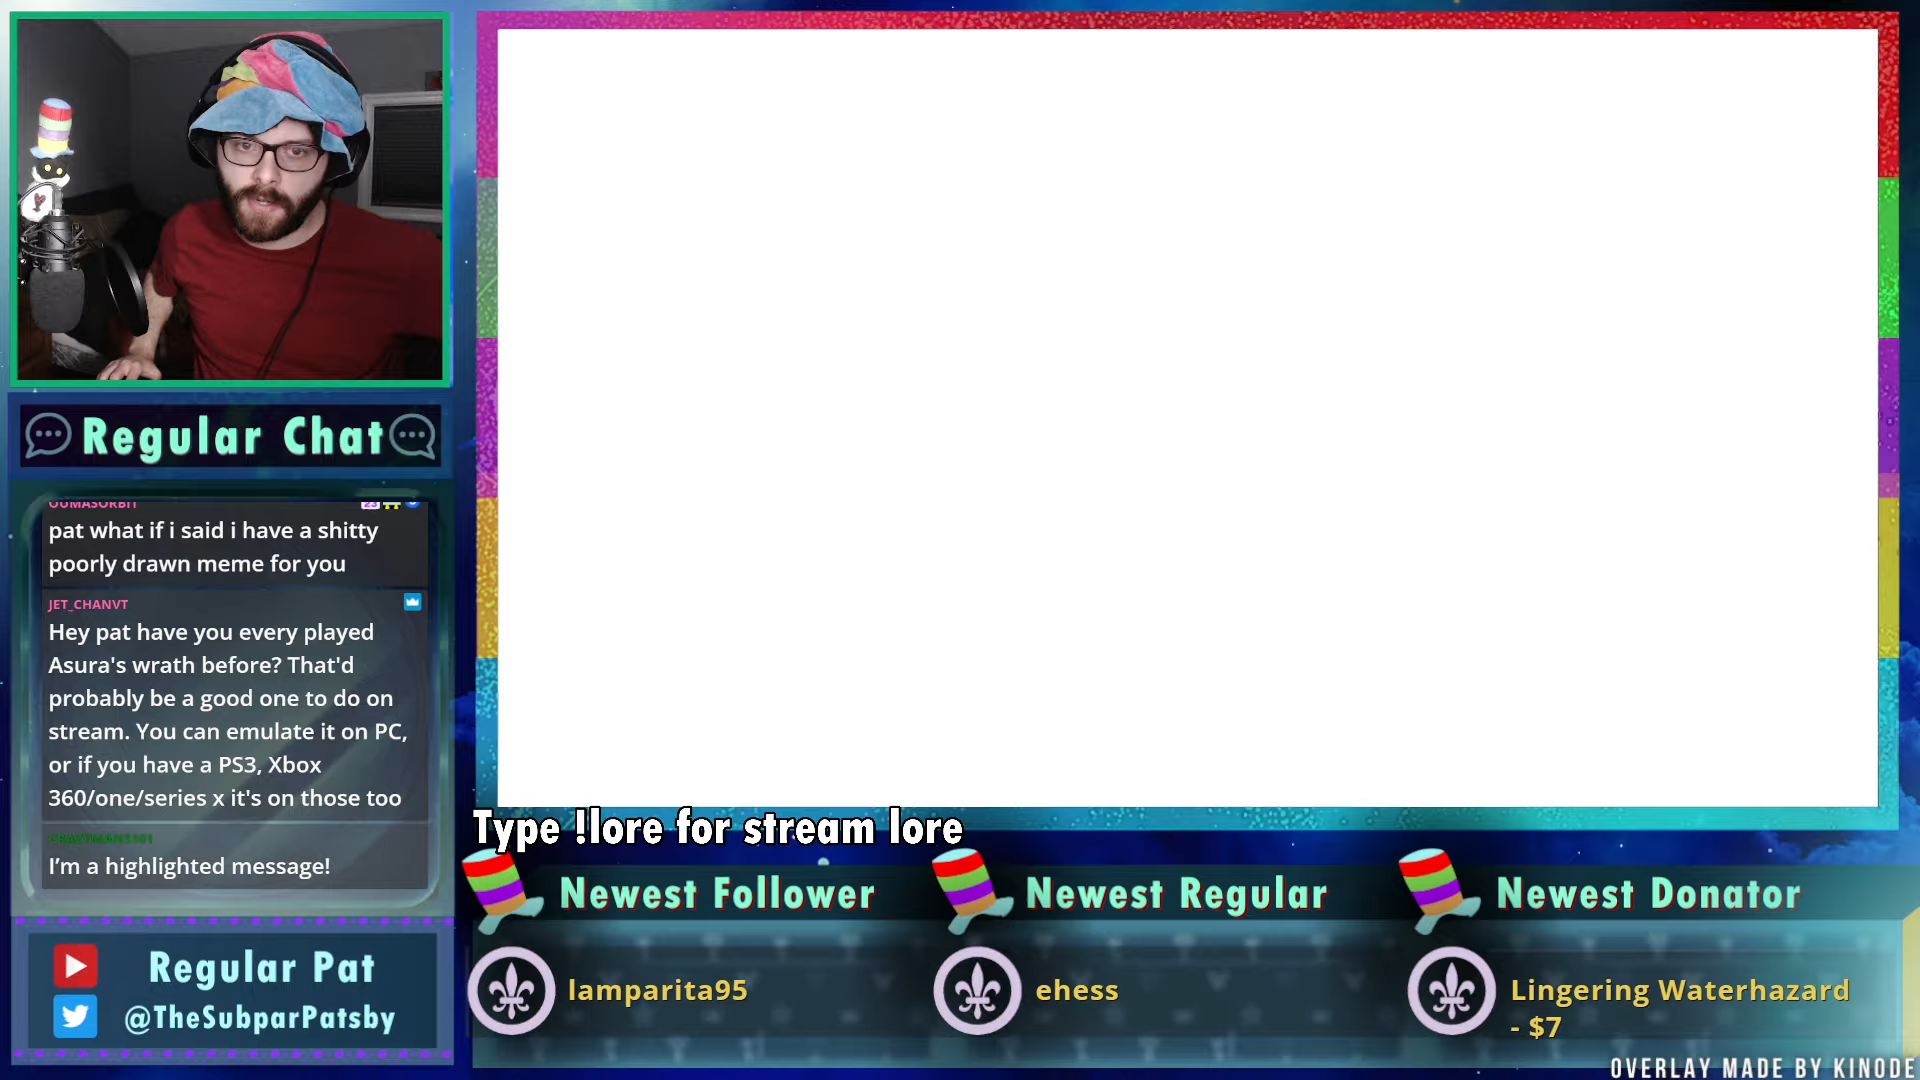 Regular Chat
OUMASORBIT
pat what if i said i have a shitty
poorly drawn meme for you
JET_CHANVT
Hey pat have you every played
Asura's wrath before? That'd
probably be a good one to do on
stream. You can emulate it on PC,
or if you have a PS3, Xbox
360/one/series x it's on those too
I'm a highlighted message!
Regular Pat
@TheSubparPatsby
Type !lore for stream lore
Newest Follower
lamparita95
Newest Regular
ehess
Newest Donator
Lingering Waterhazard
- $7
OVERLAY MADE BY KINODE